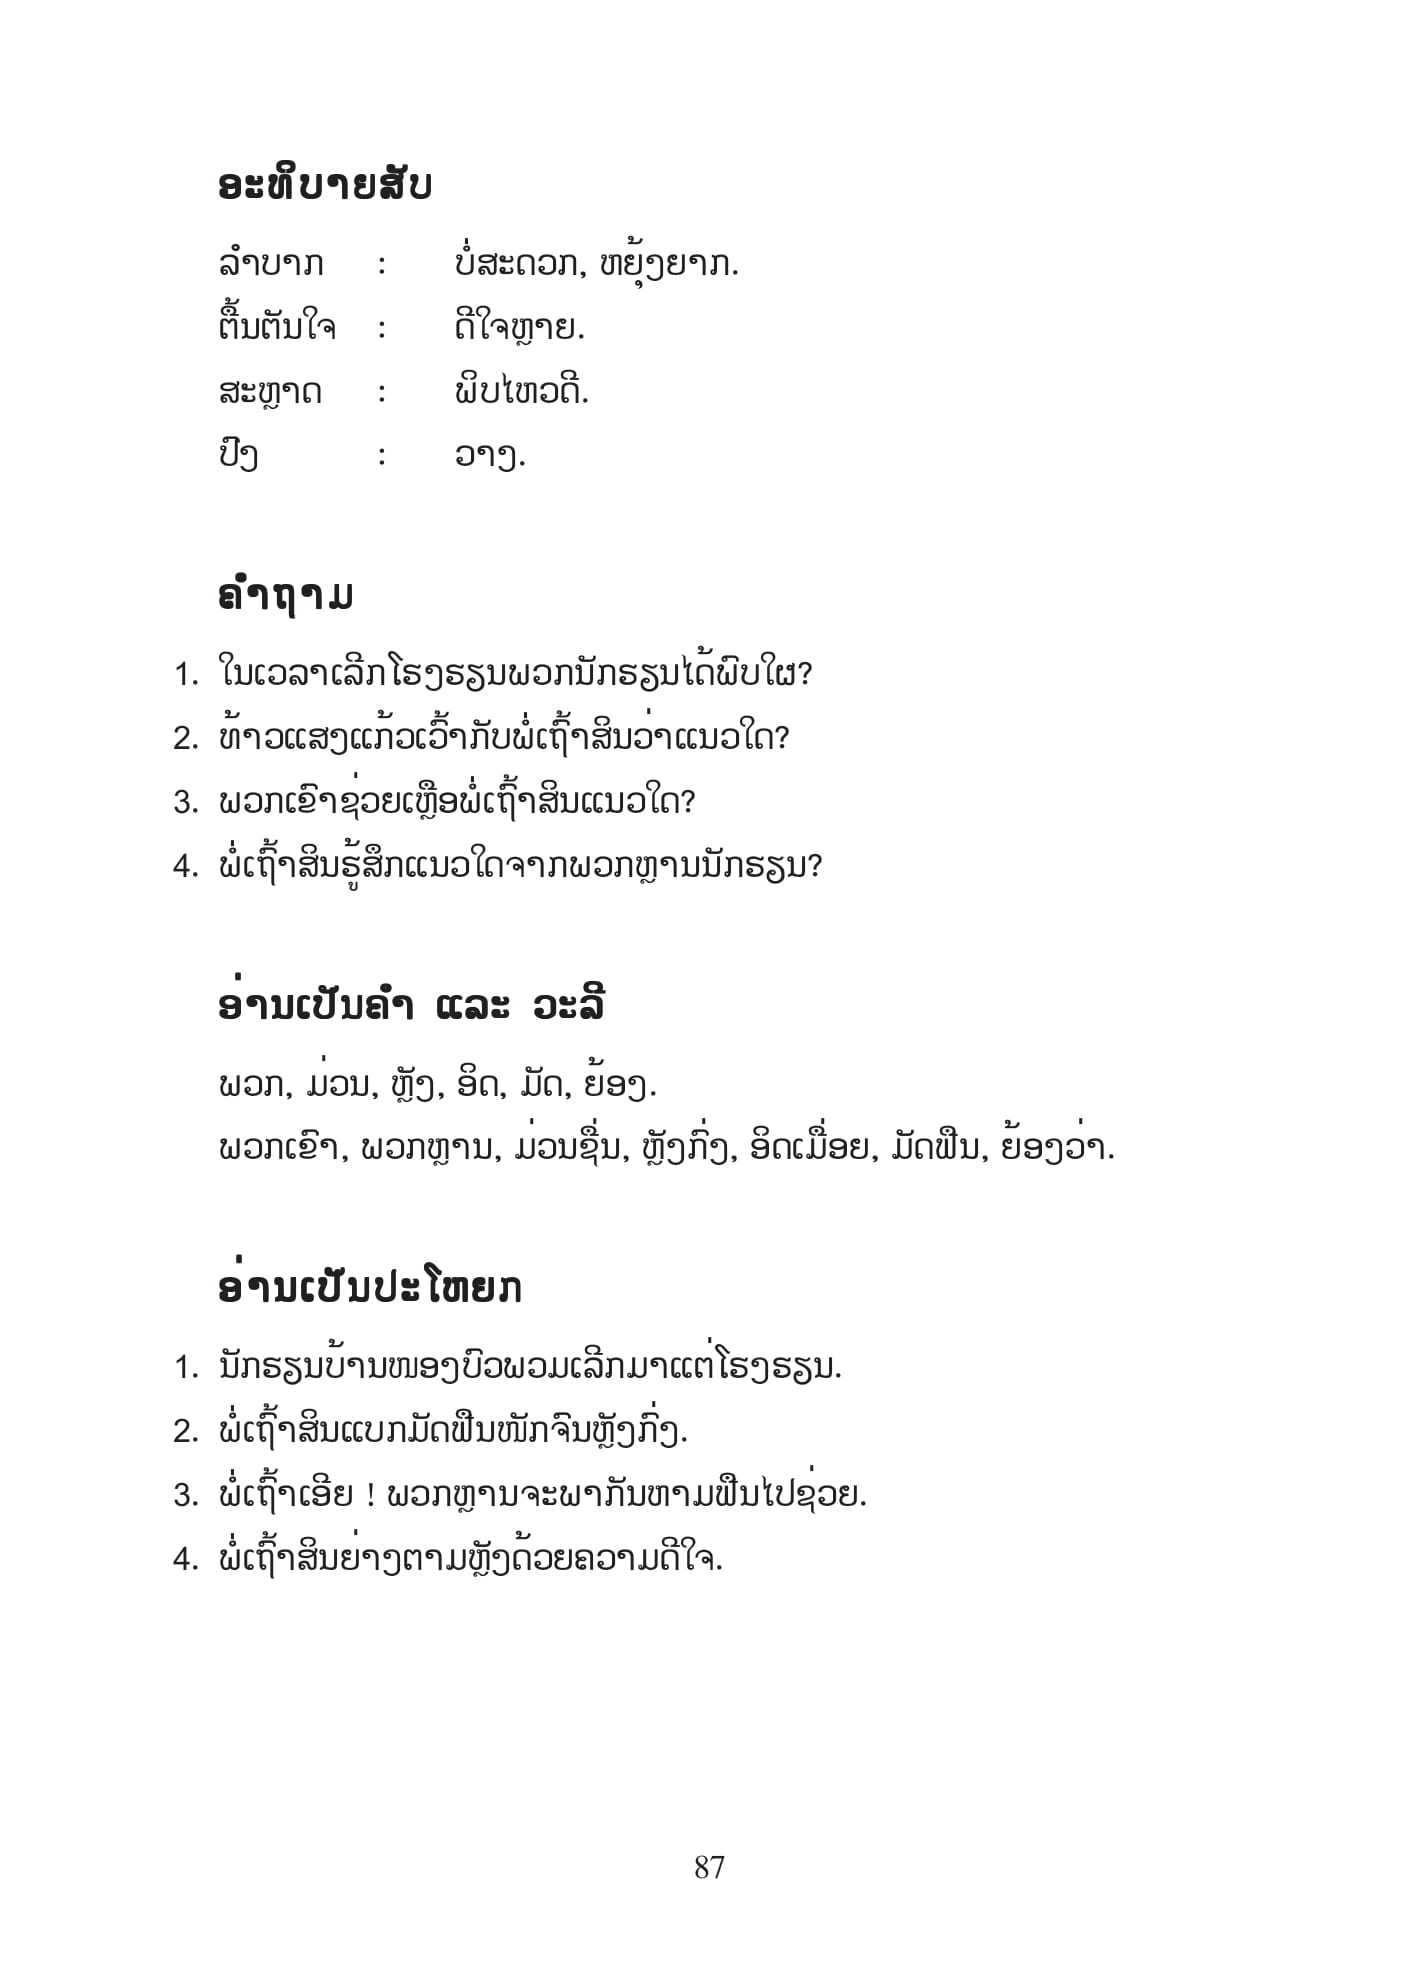 ອະທິບາຍສັບ
ລຳບາກ : ບໍ່ສະດວກ, ຫຍຸ້ງຍາກ.
ຕື້ນຕັນໃຈ : ດີໃຈຫຼາຍ.
ສະຫຼາດ : ພິບໄຫວດີ.
ປົງ : ວາງ.
ຄຳຖາມ
1. ໃນເວລາເລີກໂຮງຮຽນພວກນັກຮຽນໄດ້ພົບໃຜ?
2. ທ້າວແສງແກ້ວເວົ້າກັບພໍ່ເຖົ້າສິນວ່າແນວໃດ?
3. ພວກເຂົາຊ່ວຍເຫຼືອພໍ່ເຖົ້າສິນແນວໃດ?
4. ພໍ່ເຖົ້າສິນຮູ້ສຶກແນວໃດຈາກພວກຫຼານນັກຮຽນ?
ອ່ານເປັນຄຳ ແລະ ວະລີ
ພວກ, ມ່ວນ, ຫຼັງ, ອິດ, ມັດ, ຍ້ອງ.
ພວກເຂົາ, ພວກຫຼານ, ມ່ວນຊື່ນ, ຫຼັງກົ່ງ, ອິດເມື່ອຍ, ມັດຟືນ, ຍ້ອງວ່າ.
ອ່ານເປັນປະໂຫຍກ
1. ນັກຮຽນບ້ານໜອງບົວພວມເລີກມາແຕ່ໂຮງຮຽນ.
2. ພໍ່ເຖົ້າສິນແບກມັດຟືນໜັກຈົນຫຼັງກົ່ງ.
3. ພໍ່ເຖົ້າເອີຍ ! ພວກຫຼານຈະພາກັນຫາມຟືນໄປຊ່ວຍ.
4. ພໍ່ເຖົ້າສິນຍ່າງຕາມຫຼັງດ້ວຍຄວາມດີໃຈ.
87